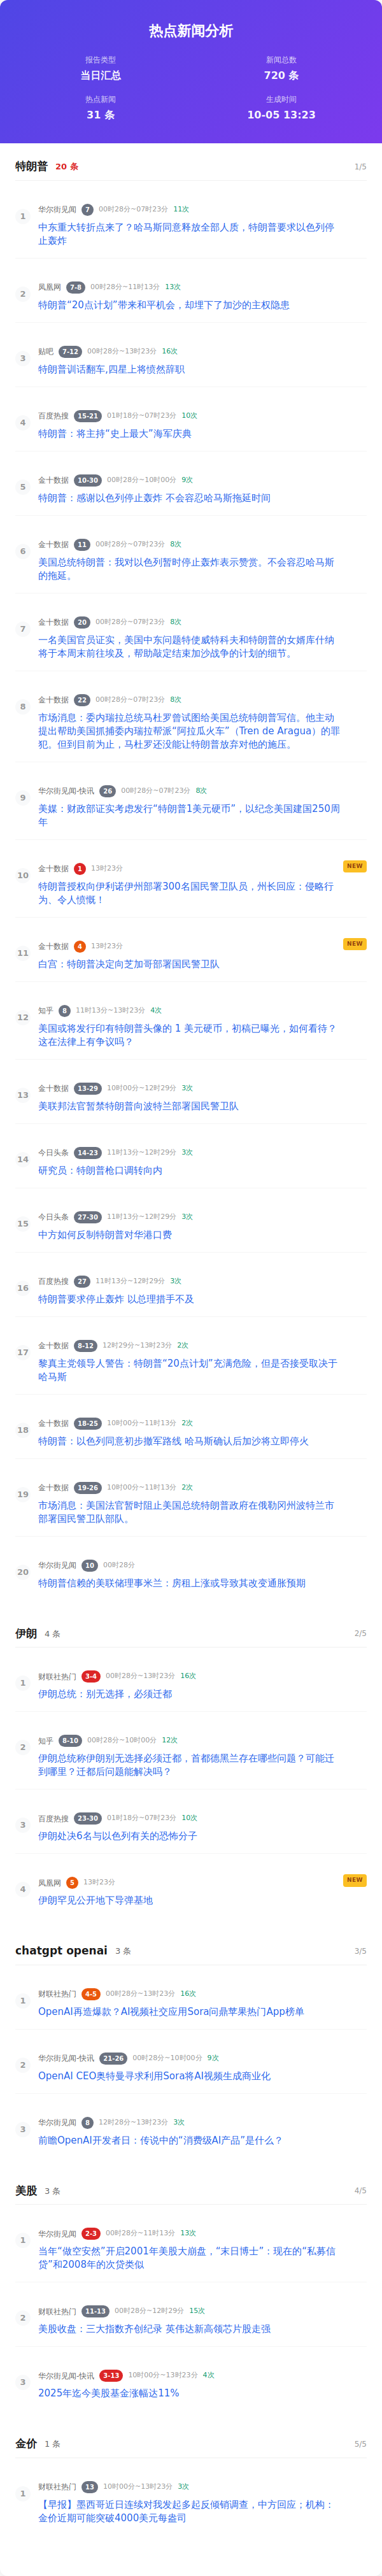 热点新闻分析
报告类型
新闻总数
当日汇总
720 条
热点新闻
生成时间
31 条
10-05 13:23
特朗普 20 条 1/5
1
华尔街见闻 7 00时28分~07时23分 11次
中东重大转折点来了？哈马斯同意释放全部人质，特朗普要求以色列停
止轰炸
2
凤凰网 7-8 00时28分~11时13分 13次
特朗普“20点计划”带来和平机会，却埋下了加沙的主权隐患
3
贴吧 7-12 00时28分~13时23分 16次
特朗普训话翻车,四星上将愤然辞职
4
百度热搜 15-21 01时18分~07时23分 10次
特朗普：将主持“史上最大”海军庆典
5
金十数据 10-30 00时28分~10时00分 9次
特朗普：感谢以色列停止轰炸 不会容忍哈马斯拖延时间
6
金十数据 11 00时28分~07时23分 8次
美国总统特朗普：我对以色列暂时停止轰炸表示赞赏。不会容忍哈马斯
的拖延。
7
金十数据 20 00时28分~07时23分 8次
一名美国官员证实，美国中东问题特使威特科夫和特朗普的女婿库什纳
将于本周末前往埃及，帮助敲定结束加沙战争的计划的细节。
8
金十数据 22 00时28分~07时23分 8次
市场消息：委内瑞拉总统马杜罗曾试图给美国总统特朗普写信。他主动
提出帮助美国抓捕委内瑞拉帮派“阿拉瓜火车”（Tren de Aragua）的罪
犯。但到目前为止，马杜罗还没能让特朗普放弃对他的施压。
9
华尔街见闻-快讯 26 00时28分~07时23分 8次
美媒：财政部证实考虑发行“特朗普1美元硬币”，以纪念美国建国250周
年
NEW
10
金十数据 1 13时23分
特朗普授权向伊利诺伊州部署300名国民警卫队员，州长回应：侵略行
为、令人愤慨！
NEW
11
金十数据 4 13时23分
白宫：特朗普决定向芝加哥部署国民警卫队
12
知乎 8 11时13分~13时23分 4次
美国或将发行印有特朗普头像的 1 美元硬币，初稿已曝光，如何看待？
这在法律上有争议吗？
13
金十数据 13-29 10时00分~12时29分 3次
美联邦法官暂禁特朗普向波特兰部署国民警卫队
14
今日头条 14-23 11时13分~12时29分 3次
研究员：特朗普枪口调转向内
15
今日头条 27-30 11时13分~12时29分 3次
中方如何反制特朗普对华港口费
16
百度热搜 27 11时13分~12时29分 3次
特朗普要求停止轰炸 以总理措手不及
17
金十数据 8-12 12时29分~13时23分 2次
黎真主党领导人警告：特朗普“20点计划”充满危险，但是否接受取决于
哈马斯
18
金十数据 18-25 10时00分~11时13分 2次
特朗普：以色列同意初步撤军路线 哈马斯确认后加沙将立即停火
19
金十数据 19-26 10时00分~11时13分 2次
市场消息：美国法官暂时阻止美国总统特朗普政府在俄勒冈州波特兰市
部署国民警卫队部队。
20
华尔街见闻 10 00时28分
特朗普信赖的美联储理事米兰：房租上涨或导致其改变通胀预期
伊朗 4 条 2/5
1
财联社热门 3-4 00时28分~13时23分 16次
伊朗总统：别无选择，必须迁都
2
知乎 8-10 00时28分~10时00分 12次
伊朗总统称伊朗别无选择必须迁都，首都德黑兰存在哪些问题？可能迁
到哪里？迁都后问题能解决吗？
3
百度热搜 23-30 01时18分~07时23分 10次
伊朗处决6名与以色列有关的恐怖分子
NEW
4
凤凰网 5 13时23分
伊朗罕见公开地下导弹基地
chatgpt openai 3 条 3/5
1
财联社热门 4-5 00时28分~13时23分 16次
OpenAI再造爆款？AI视频社交应用Sora问鼎苹果热门App榜单
2
华尔街见闻-快讯 21-26 00时28分~10时00分 9次
OpenAI CEO奥特曼寻求利用Sora将AI视频生成商业化
3
华尔街见闻 8 12时28分~13时23分 3次
前瞻OpenAI开发者日：传说中的“消费级AI产品”是什么？
美股 3 条 4/5
1
华尔街见闻 2-3 00时28分~11时13分 13次
当年“做空安然”开启2001年美股大崩盘，“末日博士”：现在的“私募信
贷”和2008年的次贷类似
2
财联社热门 11-13 00时28分~12时29分 15次
美股收盘：三大指数齐创纪录 英伟达新高领芯片股走强
3
华尔街见闻-快讯 3-13 10时00分~13时23分 4次
2025年迄今美股基金涨幅达11%
金价 1 条 5/5
1
财联社热门 13 10时00分~13时23分 3次
【早报】墨西哥近日连续对我发起多起反倾销调查，中方回应；机构：
金价近期可能突破4000美元每盎司